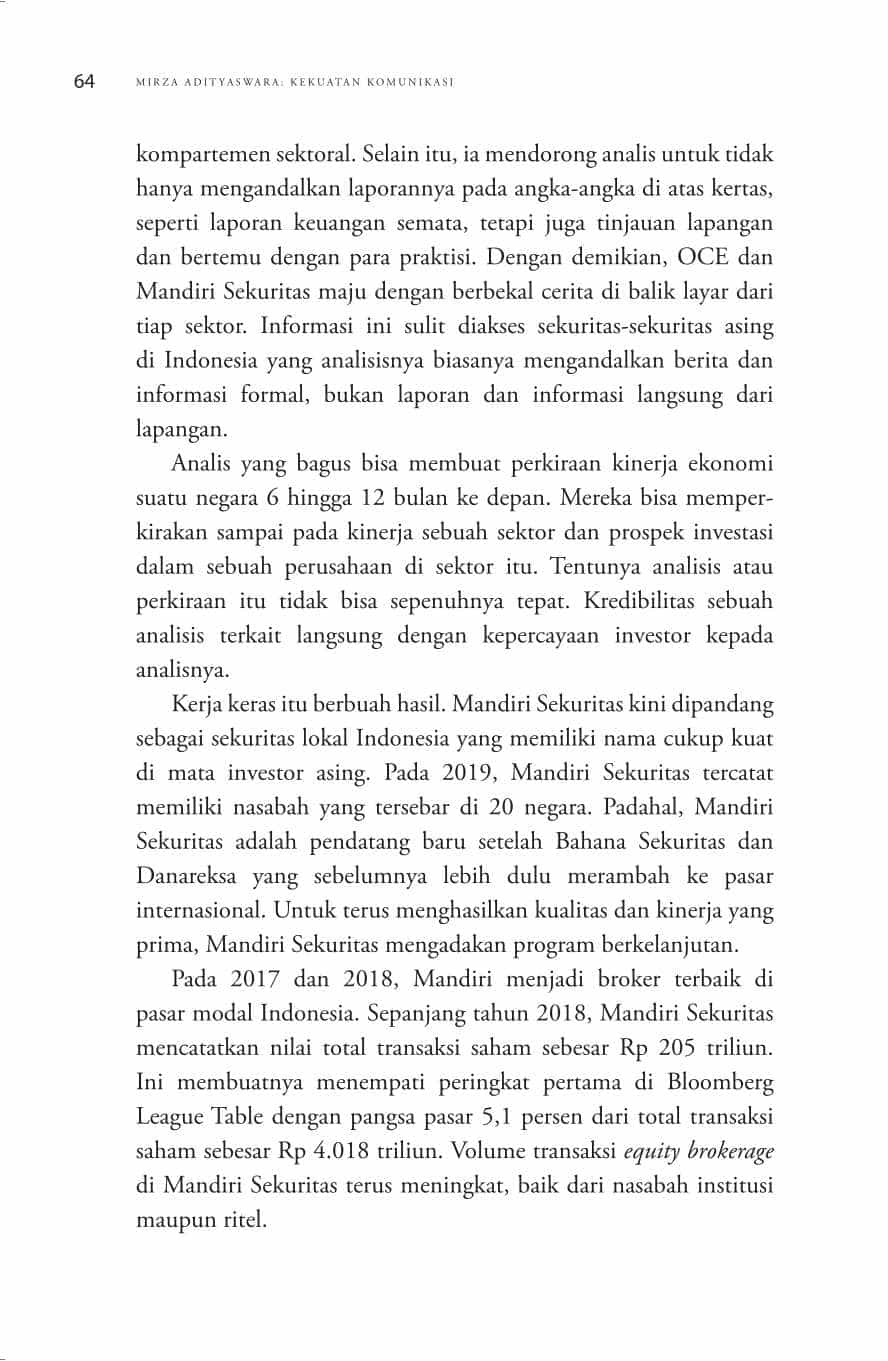 64 MIRZA ADITYASWARA: KEKUATAN KOMUNIKASI
kompartemen sektoral. Selain itu, ia mendorong analis untuk tidak
hanya mengandalkan laporannya pada angka-angka di atas kertas,
seperti laporan keuangan semata, tetapi juga tinjauan lapangan
dan bertemu dengan para praktisi. Dengan demikian, OCE dan
Mandiri Sekuritas maju dengan berbekal cerita di balik layar dari
tiap sektor. Informasi ini sulit diakses sekuritas-sekuritas asing
di Indonesia yang analisisnya biasanya mengandalkan berita dan
informasi formal, bukan laporan dan informasi langsung dari
lapangan.
Analis yang bagus bisa membuat perkiraan kinerja ekonomi
suatu negara 6 hingga 12 bulan ke depan. Mereka bisa memper-
kirakan sampai pada kinerja sebuah sektor dan prospek investasi
dalam sebuah perusahaan di sektor itu. Tentunya analisis atau
perkiraan itu tidak bisa sepenuhnya tepat. Kredibilitas sebuah
analisis terkait langsung dengan kepercayaan investor kepada
analisnya.
Kerja keras itu berbuah hasil. Mandiri Sekuritas kini dipandang
sebagai sekuritas lokal Indonesia yang memiliki nama cukup kuat
di mata investor asing. Pada 2019, Mandiri Sekuritas tercatat
memiliki nasabah yang tersebar di 20 negara. Padahal, Mandiri
Sekuritas adalah pendatang baru setelah Bahana Sekuritas dan
Danareksa yang sebelumnya lebih dulu merambah ke pasar
internasional. Untuk terus menghasilkan kualitas dan kinerja yang
prima, Mandiri Sekuritas mengadakan program berkelanjutan.
Pada 2017 dan 2018, Mandiri menjadi broker terbaik di
pasar modal Indonesia. Sepanjang tahun 2018, Mandiri Sekuritas
mencatatkan nilai total transaksi saham sebesar Rp 205 triliun.
Ini membuatnya menempati peringkat pertama di Bloomberg
League Table dengan pangsa pasar 5,1 persen dari total transaksi
saham sebesar Rp 4.018 triliun. Volume transaksi equity brokerage
di Mandiri Sekuritas terus meningkat, baik dari nasabah institusi
maupun ritel.